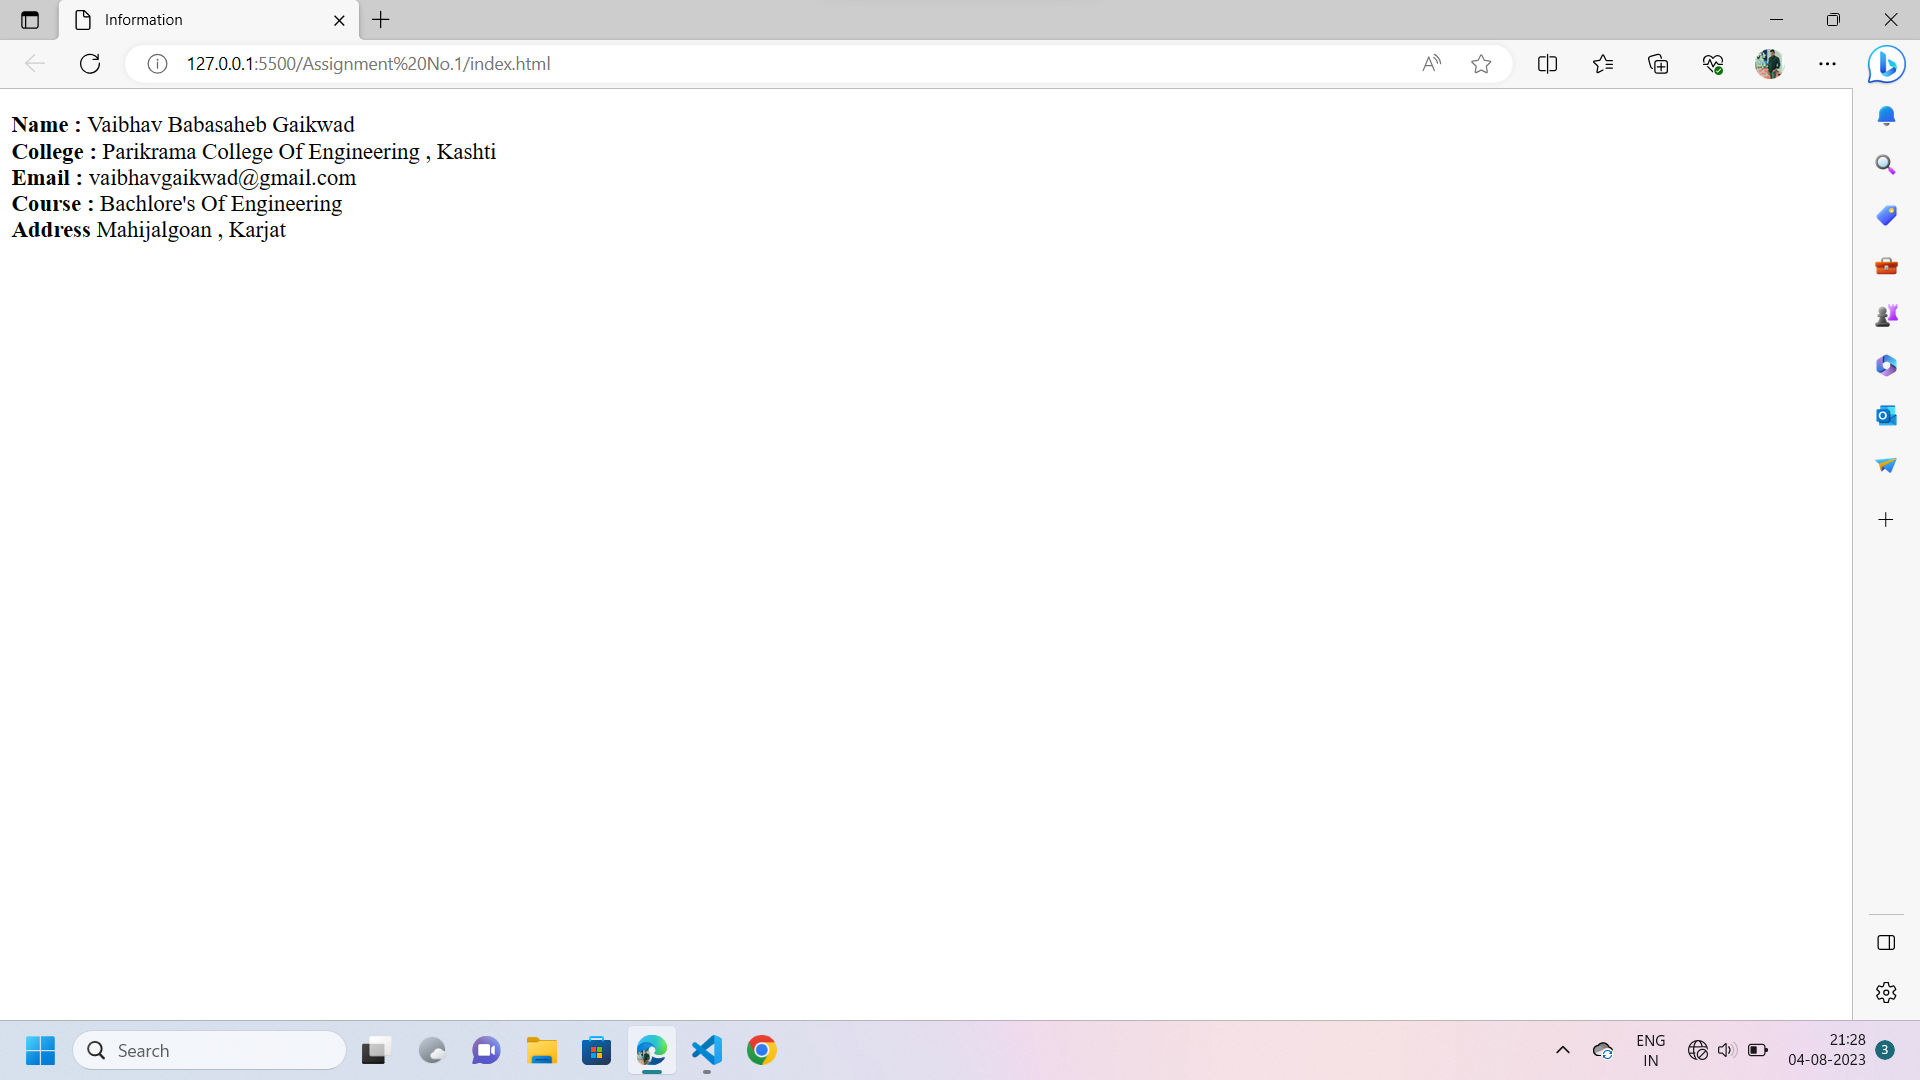 Information
127.0.0.1:5500/Assignment%20No.1/index.html
Name : Vaibhav Babasaheb Gaikwad
College : Parikrama College Of Engineering , Kashti
Email : vaibhavgaikwad@gmail.com
Course : Bachlore's Of Engineering
Address Mahijalgoan , Karjat
Search
ENG
IN
21:28
04-08-2023
3